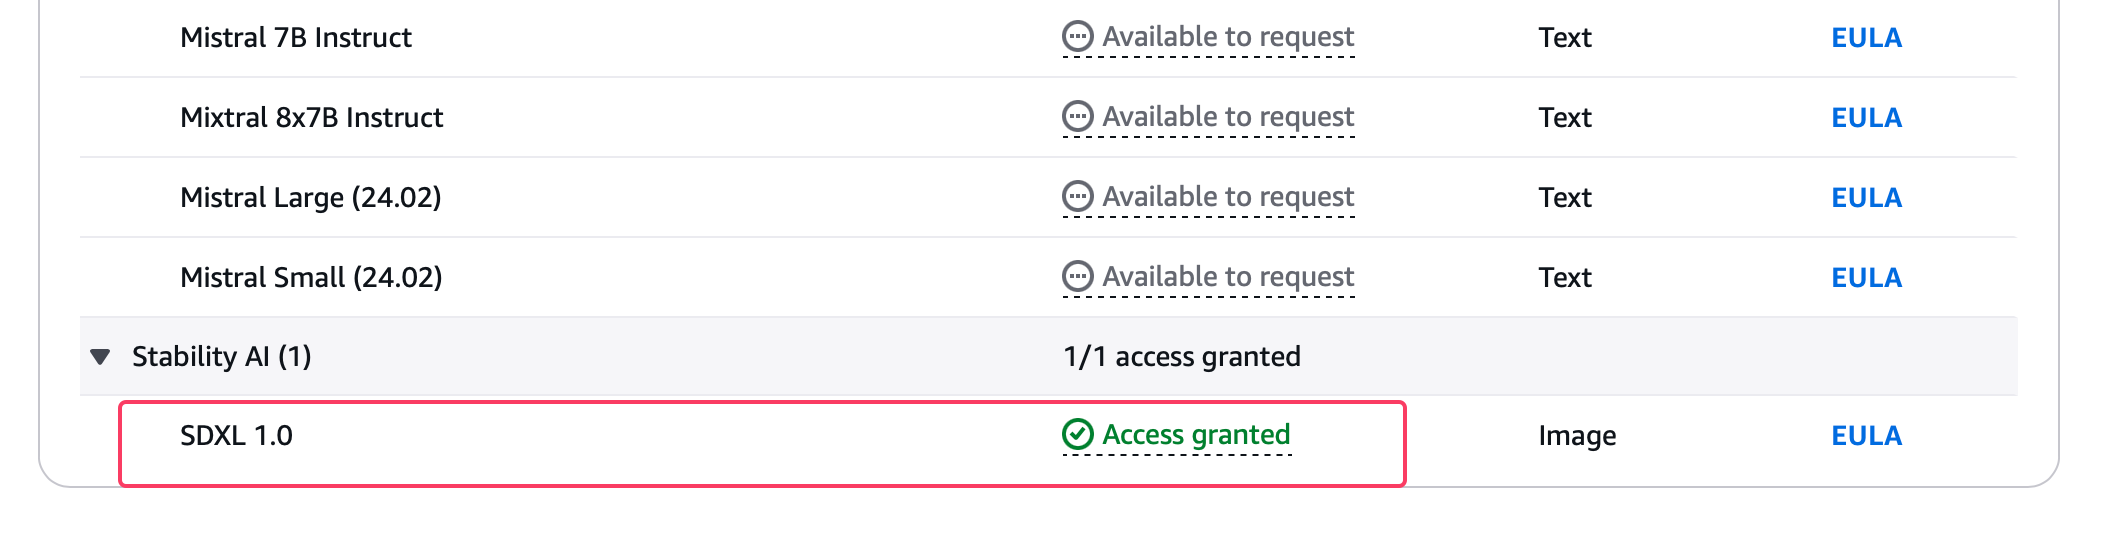 Mistral 7B Instruct Available to request Text EULA
Mixtral 8x7B Instruct Available to request Text EULA
Mistral Large (24.02) Available to request Text EULA
Mistral Small (24.02) Available to request Text EULA
Stability AI (1) 1/1 access granted
SDXL 1.0 Access granted Image EULA